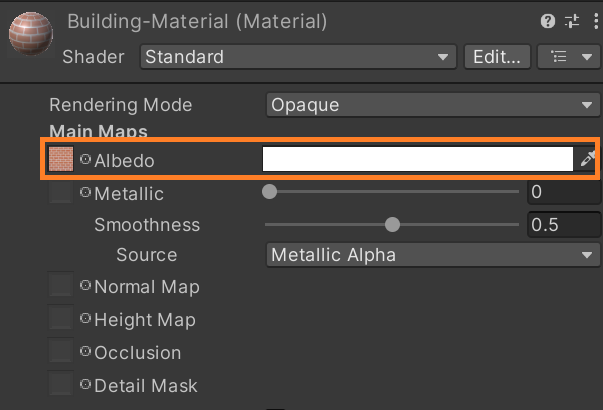 Building-Material (Material)
Shader Standard Edit...
Rendering Mode Opaque
Main Maps
Albedo
Metallic 0
Smoothness 0.5
Source Metallic Alpha
Normal Map
Height Map
Occlusion
Detail Mask